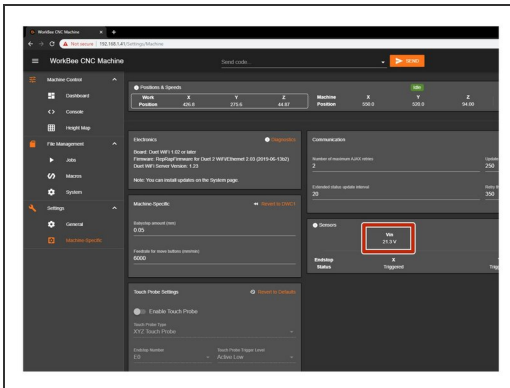 WorkBee CNC Machine
Not secure | 192.168.1.41/Settings/Machine
WorkBee CNC Machine
Send code...
SEND
Machine Control
Dashboard
Console
Height Map
File Management
Jobs
Macros
System
Settings
General
Machine-Specific
Positions & Speeds
Idle
Work Position X 426.0 Y 275.6 Z 44.07
Machine Position X 550.0 Y 520.0 Z 94.00
Electronics
Diagnostics
Board: Duet WiFi 1.02 or later
Firmware: RepRapFirmware for Duet 2 WiFi/Ethernet 2.03 (2019-06-13b2)
Duet WiFi Server Version: 1.23
Note: You can install updates on the System page.
Communication
Number of maximum AJAX retries
2
250
Extended status update interval
20
350
Machine-Specific
Revert to DWC1
Babystep amount (mm)
0.05
Feedrate for move buttons (mm/min)
6000
Sensors
Vin
21.3 V
Endstop Status
X
Triggered
Touch Probe Settings
Revert to Defaults
Enable Touch Probe
Touch Probe Type
XYZ Touch Probe
Endstop Number
E0
Touch Probe Trigger Level
Active Low